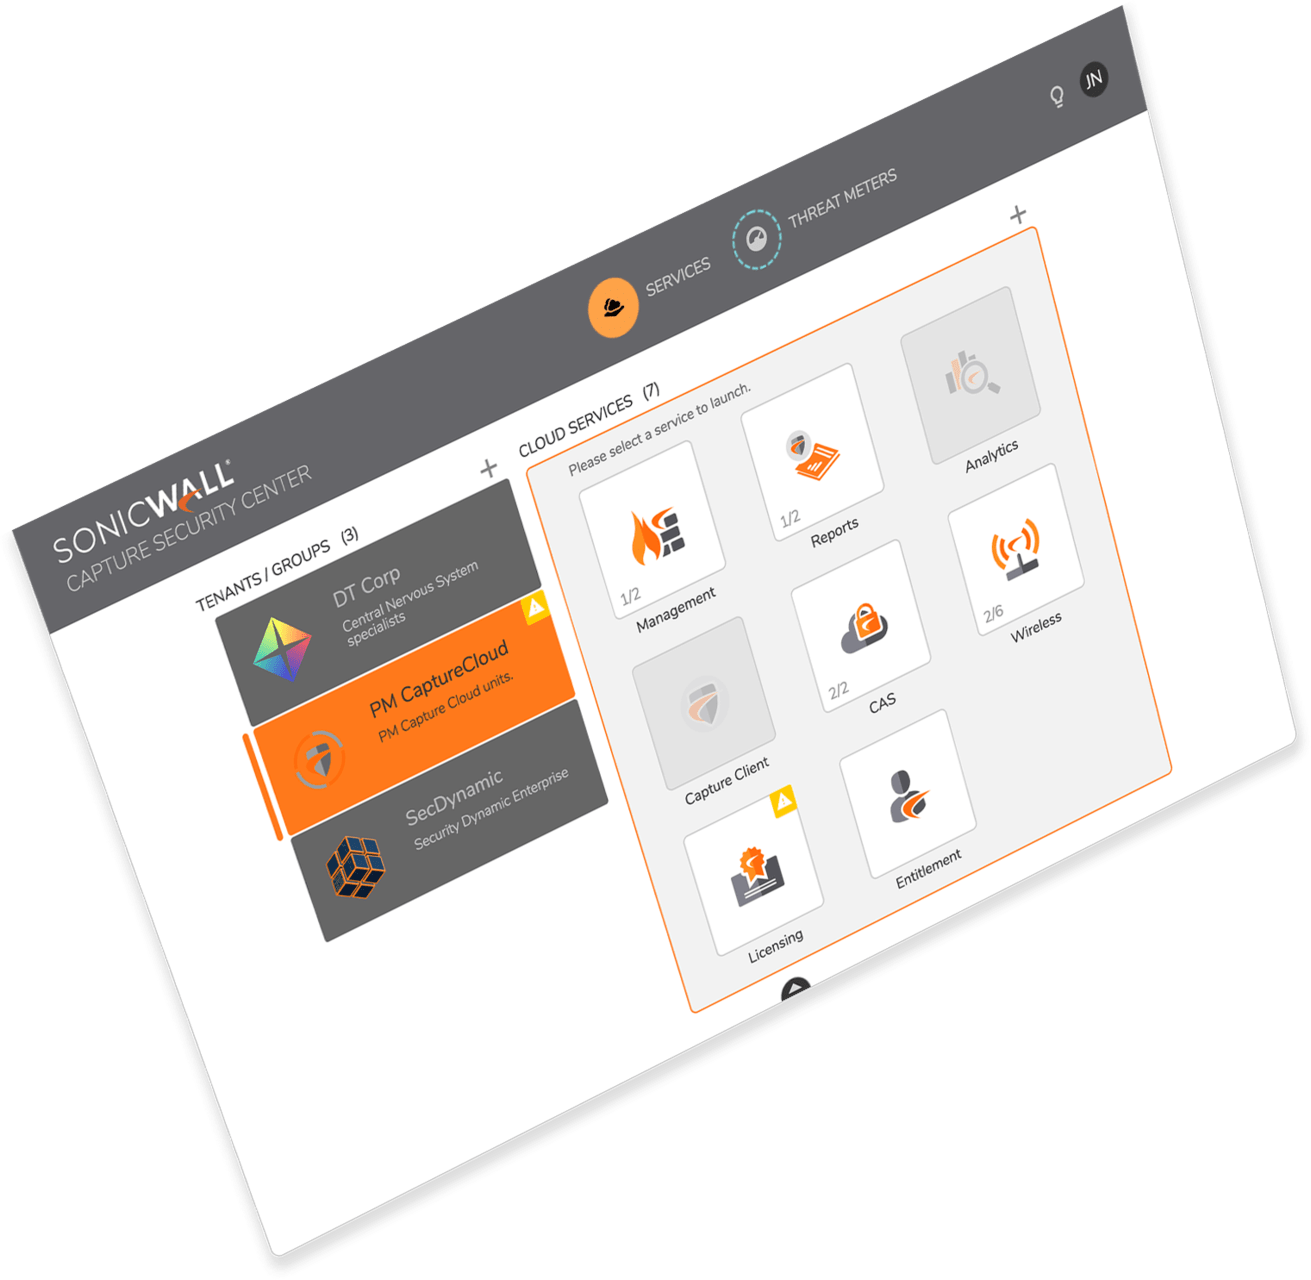 SONICWALL®
CAPTURE SECURITY CENTER
SERVICES
THREAT METERS
JN
TENANTS / GROUPS (3)
+
DT Corp
Central Nervous System
specialists
PM CaptureCloud
PM Capture Cloud units.
SecDynamic
Security Dynamic Enterprise
CLOUD SERVICES (7)
+
Please select a service to launch.
1/2
Management
1/2
Reports
Analytics
Capture Client
2/2
CAS
2/6
Wireless
Licensing
Entitlement